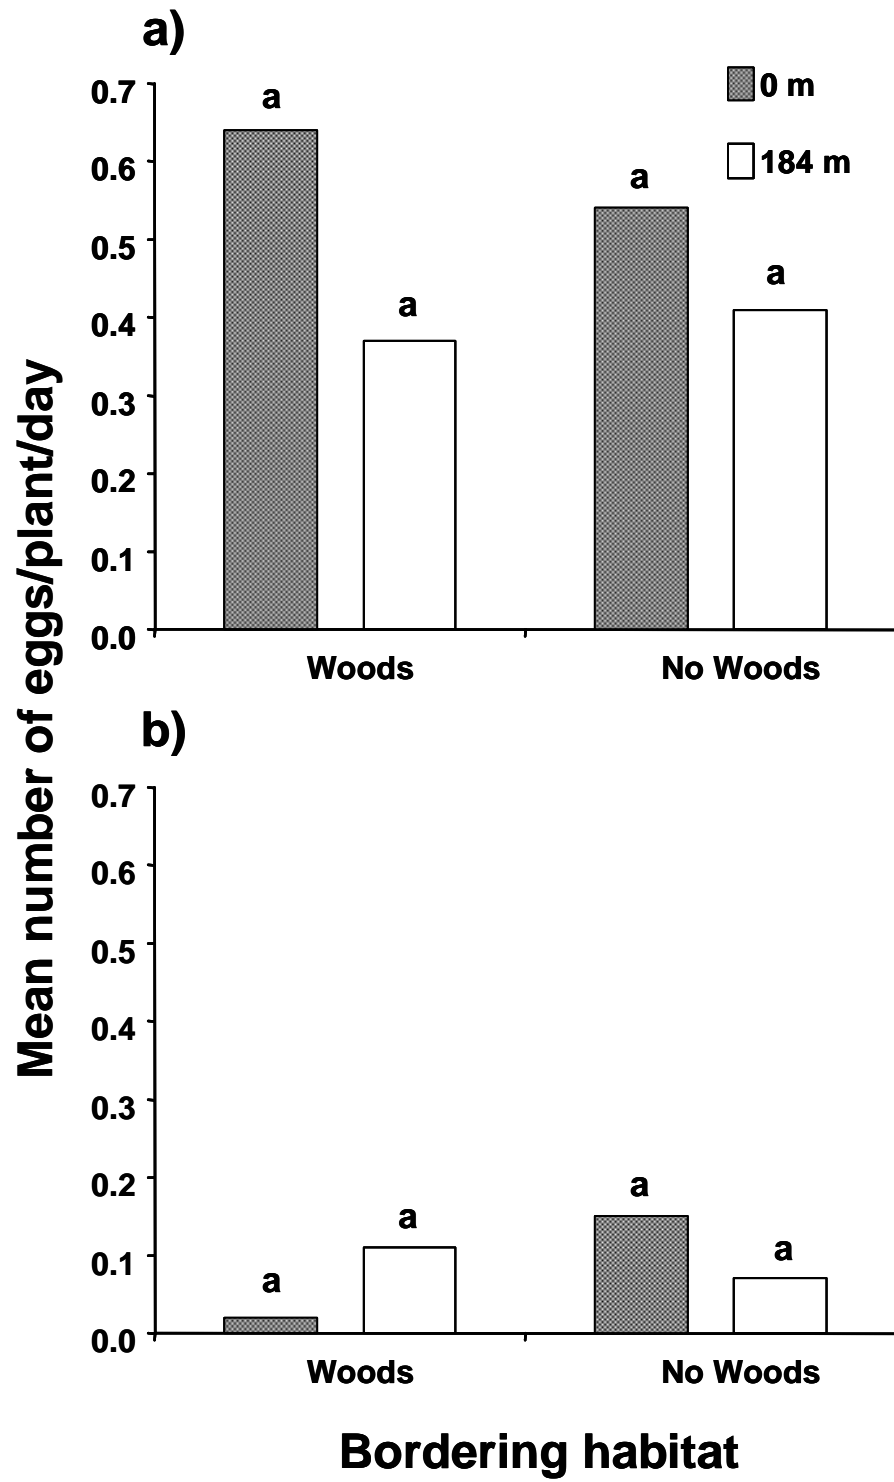 a)
0.7
0.6
0.5
0.4
0.3
0.2
0.1
0.0
a
a
a
a
0 m
184 m
Woods
No Woods
Mean number of eggs/plant/day
b)
0.7
0.6
0.5
0.4
0.3
0.2
0.1
0.0
a
a
a
a
Woods
No Woods
Bordering habitat